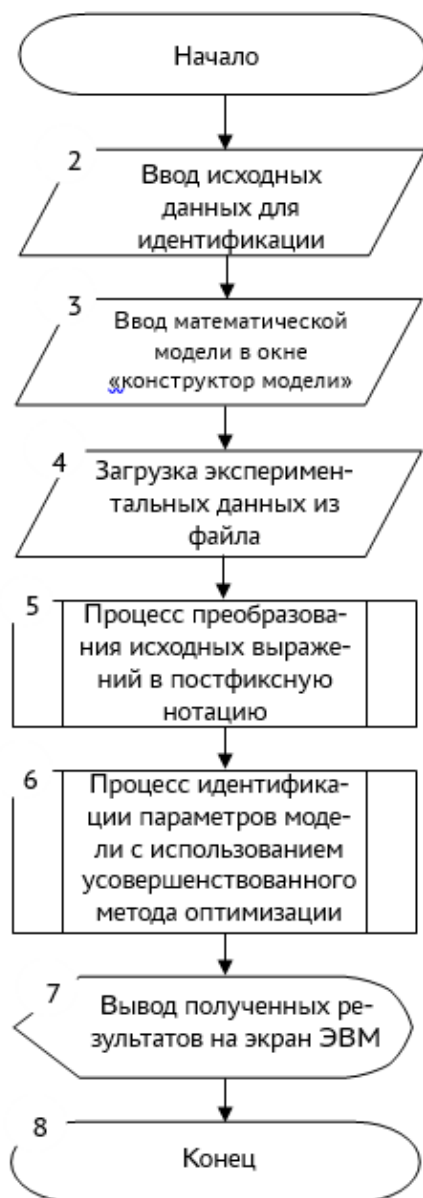 Начало
2
Ввод исходных
данных для
идентификации
3
Ввод математической
модели в окне
«конструктор модели»
4
Загрузка эксперимен-
тальных данных из
файла
5
Процесс преобразова-
ния исходных выраже-
ний в постфиксную
нотацию
6
Процесс идентифика-
ции параметров моде-
ли с использованием
усовершенствованного
метода оптимизации
7
Вывод полученных ре-
зультатов на экран ЭВМ
8
Конец